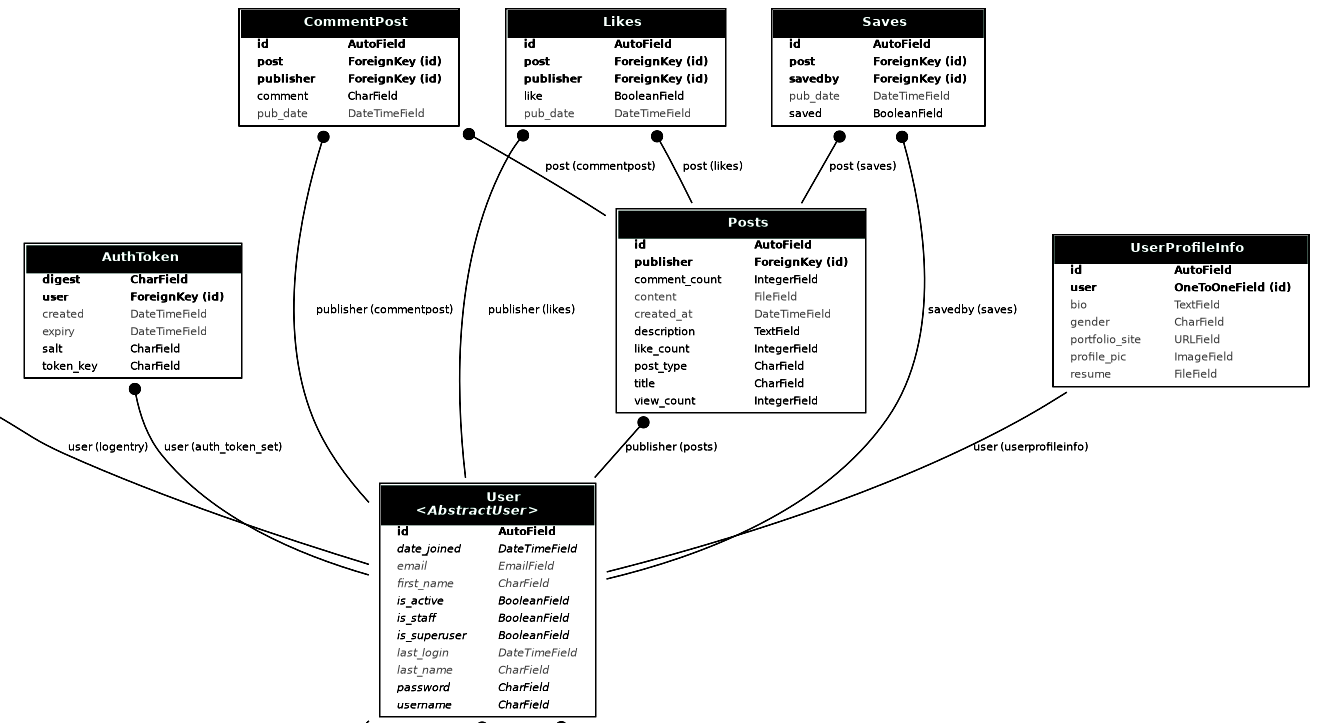 CommentPost
id AutoField
post ForeignKey (id)
publisher ForeignKey (id)
comment CharField
pub_date DateTimeField
Likes
id AutoField
post ForeignKey (id)
publisher ForeignKey (id)
like BooleanField
pub_date DateTimeField
Saves
id AutoField
post ForeignKey (id)
savedby ForeignKey (id)
pub_date DateTimeField
saved BooleanField
post (commentpost)
post (likes)
post (saves)
AuthToken
digest CharField
user ForeignKey (id)
created DateTimeField
expiry DateTimeField
salt CharField
token_key CharField
publisher (commentpost)
publisher (likes)
Posts
id AutoField
publisher ForeignKey (id)
comment_count IntegerField
content FileField
created_at DateTimeField
description TextField
like_count IntegerField
post_type CharField
title CharField
view_count IntegerField
savedby (saves)
UserProfileInfo
id AutoField
user OneToOneField (id)
bio TextField
gender CharField
portfolio_site URLField
profile_pic ImageField
resume FileField
user (logentry)
user (auth_token_set)
publisher (posts)
user (userprofileinfo)
User
<AbstractUser>
id AutoField
date_joined DateTimeField
email EmailField
first_name CharField
is_active BooleanField
is_staff BooleanField
is_superuser BooleanField
last_login DateTimeField
last_name CharField
password CharField
username CharField